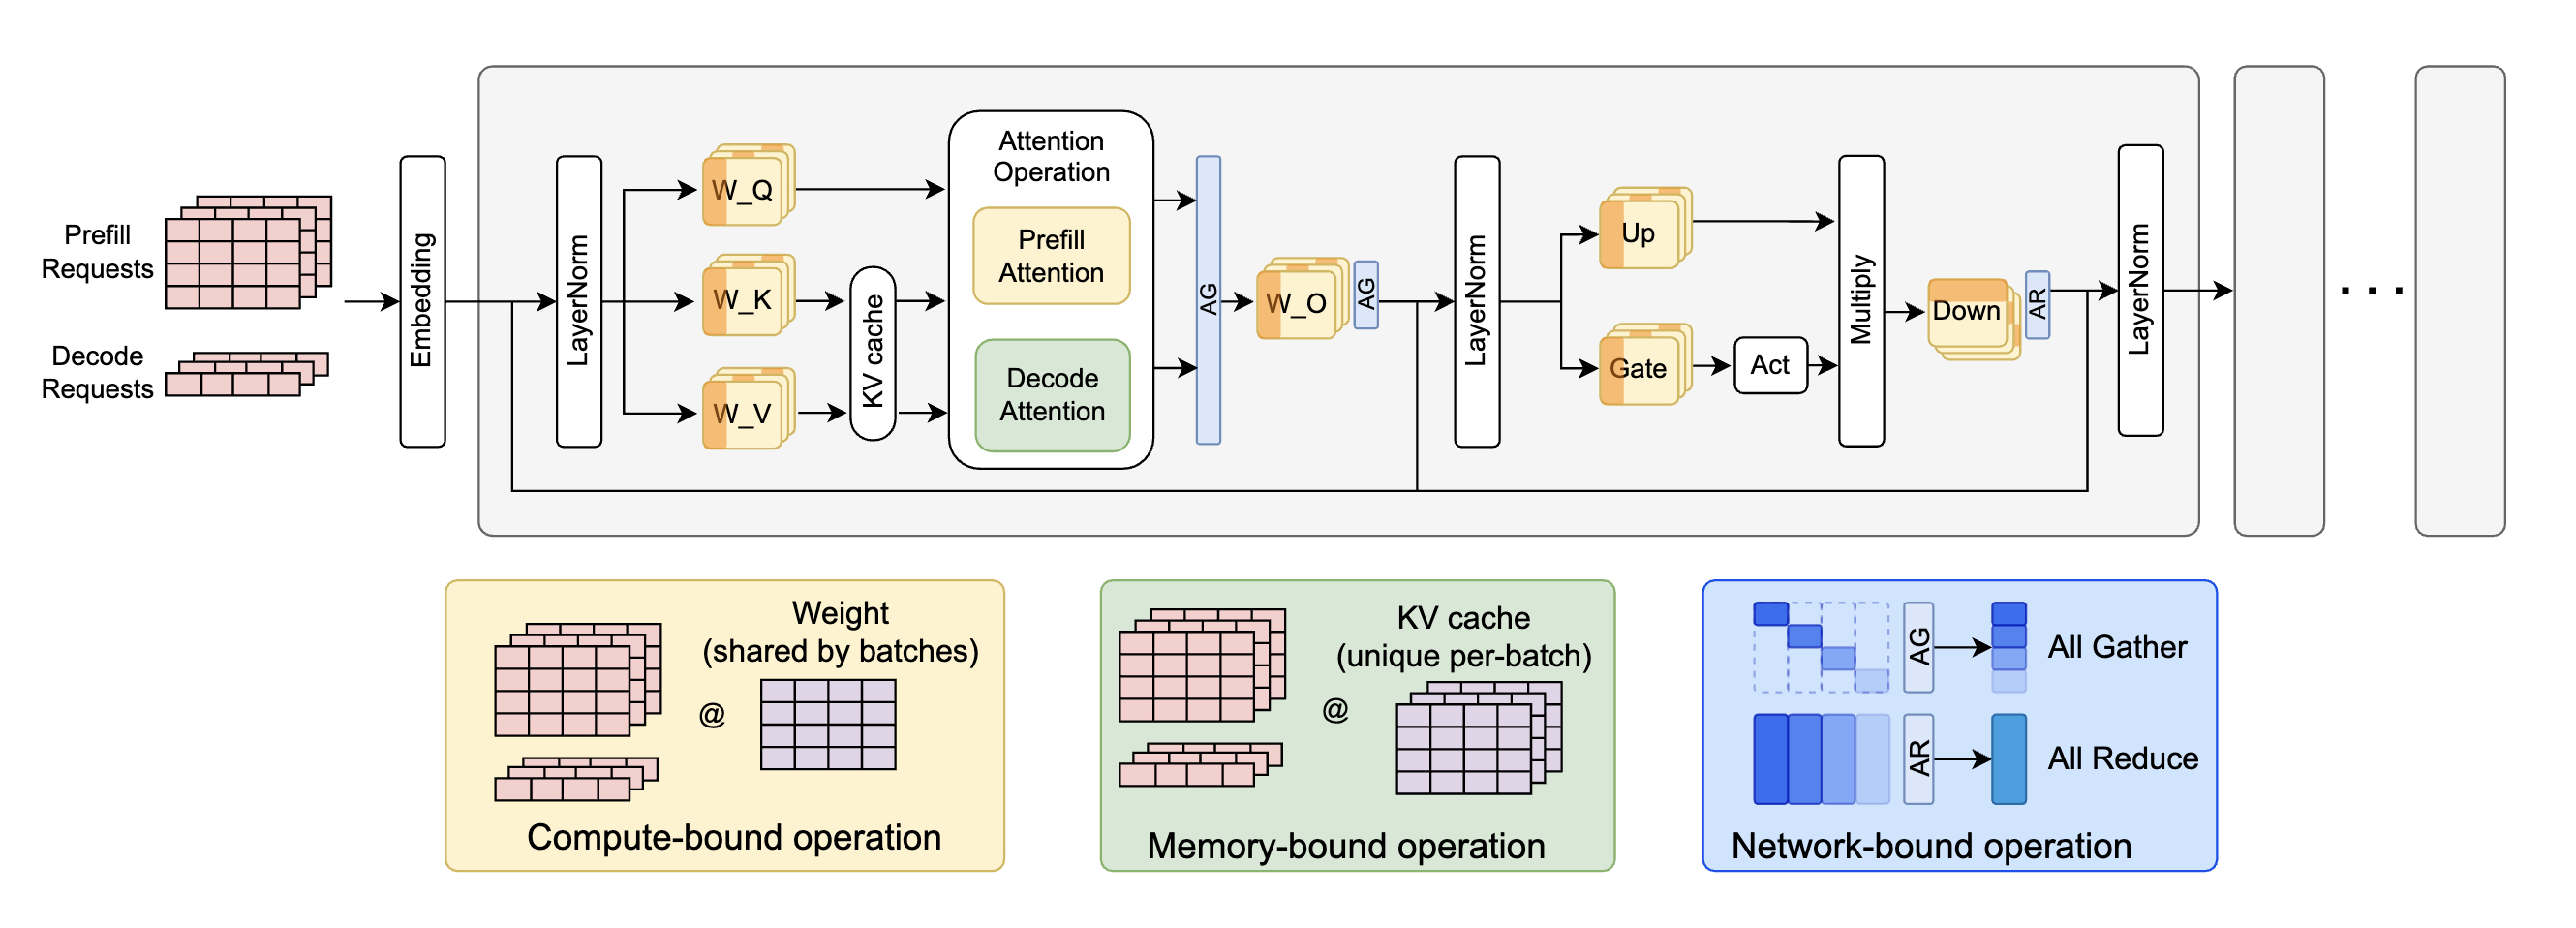 Prefill
Requests
Decode
Requests
Embedding
LayerNorm
W_Q
W_K
W_V
KV cache
Attention
Operation
Prefill
Attention
Decode
Attention
AG
W_O
AG
LayerNorm
Up
Gate
Act
Multiply
Down
AR
LayerNorm
. . .
Weight
(shared by batches)
@
Compute-bound operation
KV cache
(unique per-batch)
@
Memory-bound operation
AG
All Gather
AR
All Reduce
Network-bound operation